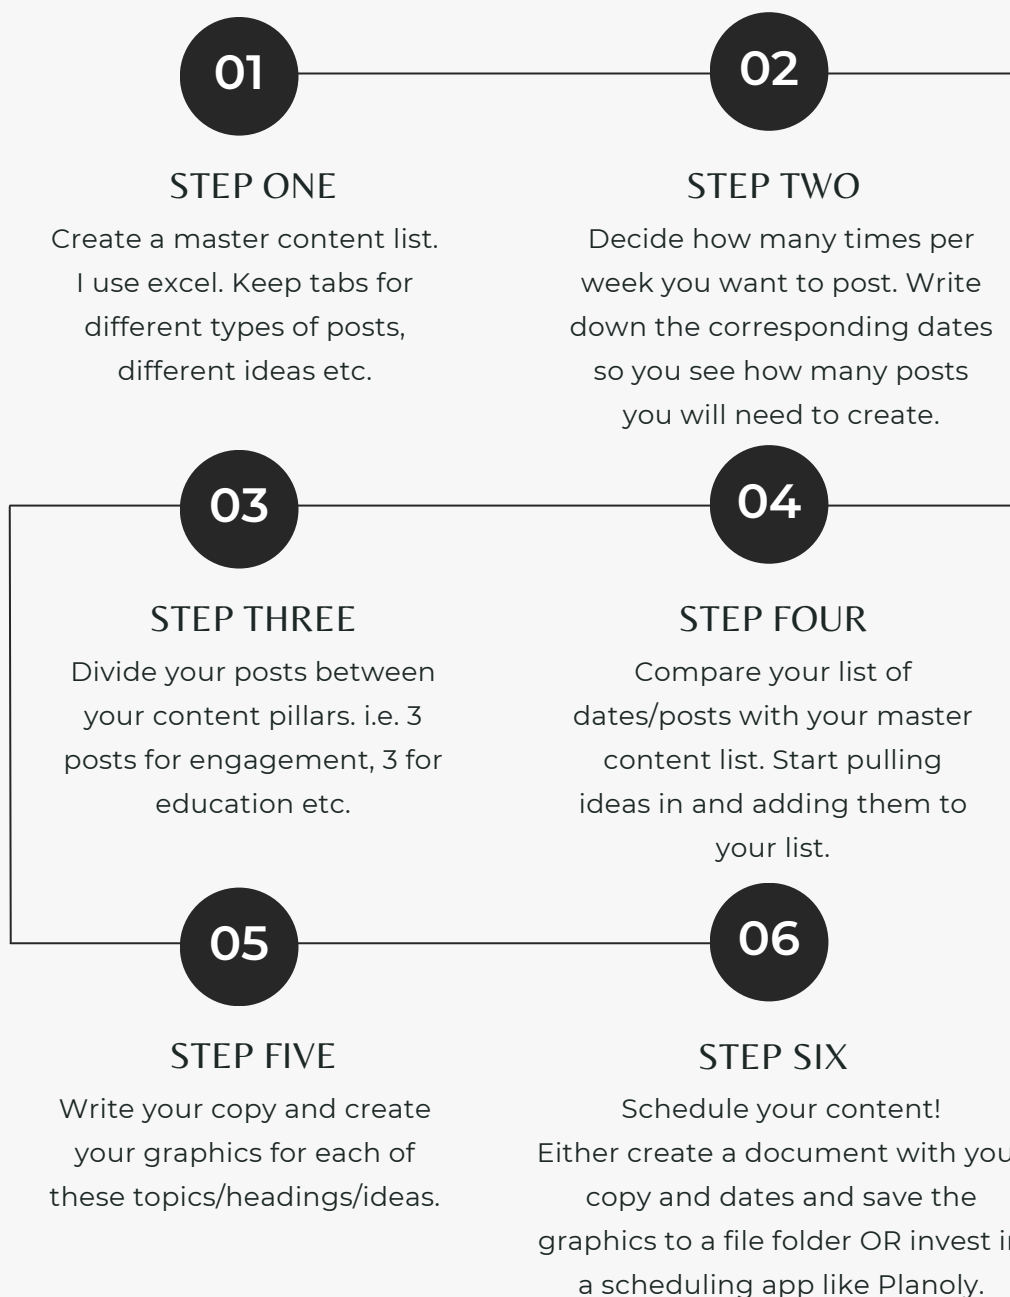 01
STEP ONE
Create a master content list.
I use excel. Keep tabs for
different types of posts,
different ideas etc.
02
STEP TWO
Decide how many times per
week you want to post. Write
down the corresponding dates
so you see how many posts
you will need to create.
03
STEP THREE
Divide your posts between
your content pillars. i.e. 3
posts for engagement, 3 for
education etc.
04
STEP FOUR
Compare your list of
dates/posts with your master
content list. Start pulling
ideas in and adding them to
your list.
05
STEP FIVE
Write your copy and create
your graphics for each of
these topics/headings/ideas.
06
STEP SIX
Schedule your content!
Either create a document with
copy and dates and save the
graphics to a file folder OR invest
a scheduling app like Planoly.